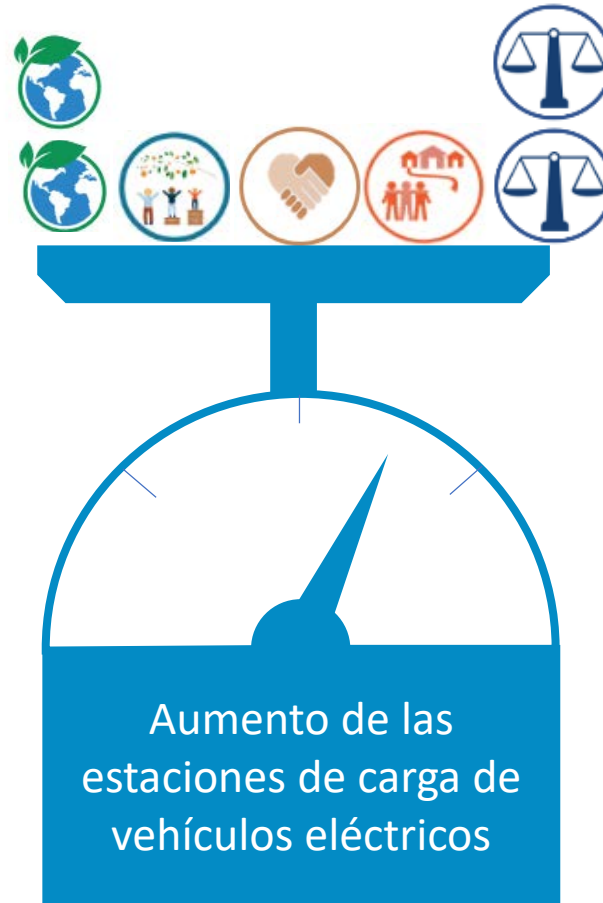 Aumento de las
estaciones de carga de
vehículos eléctricos